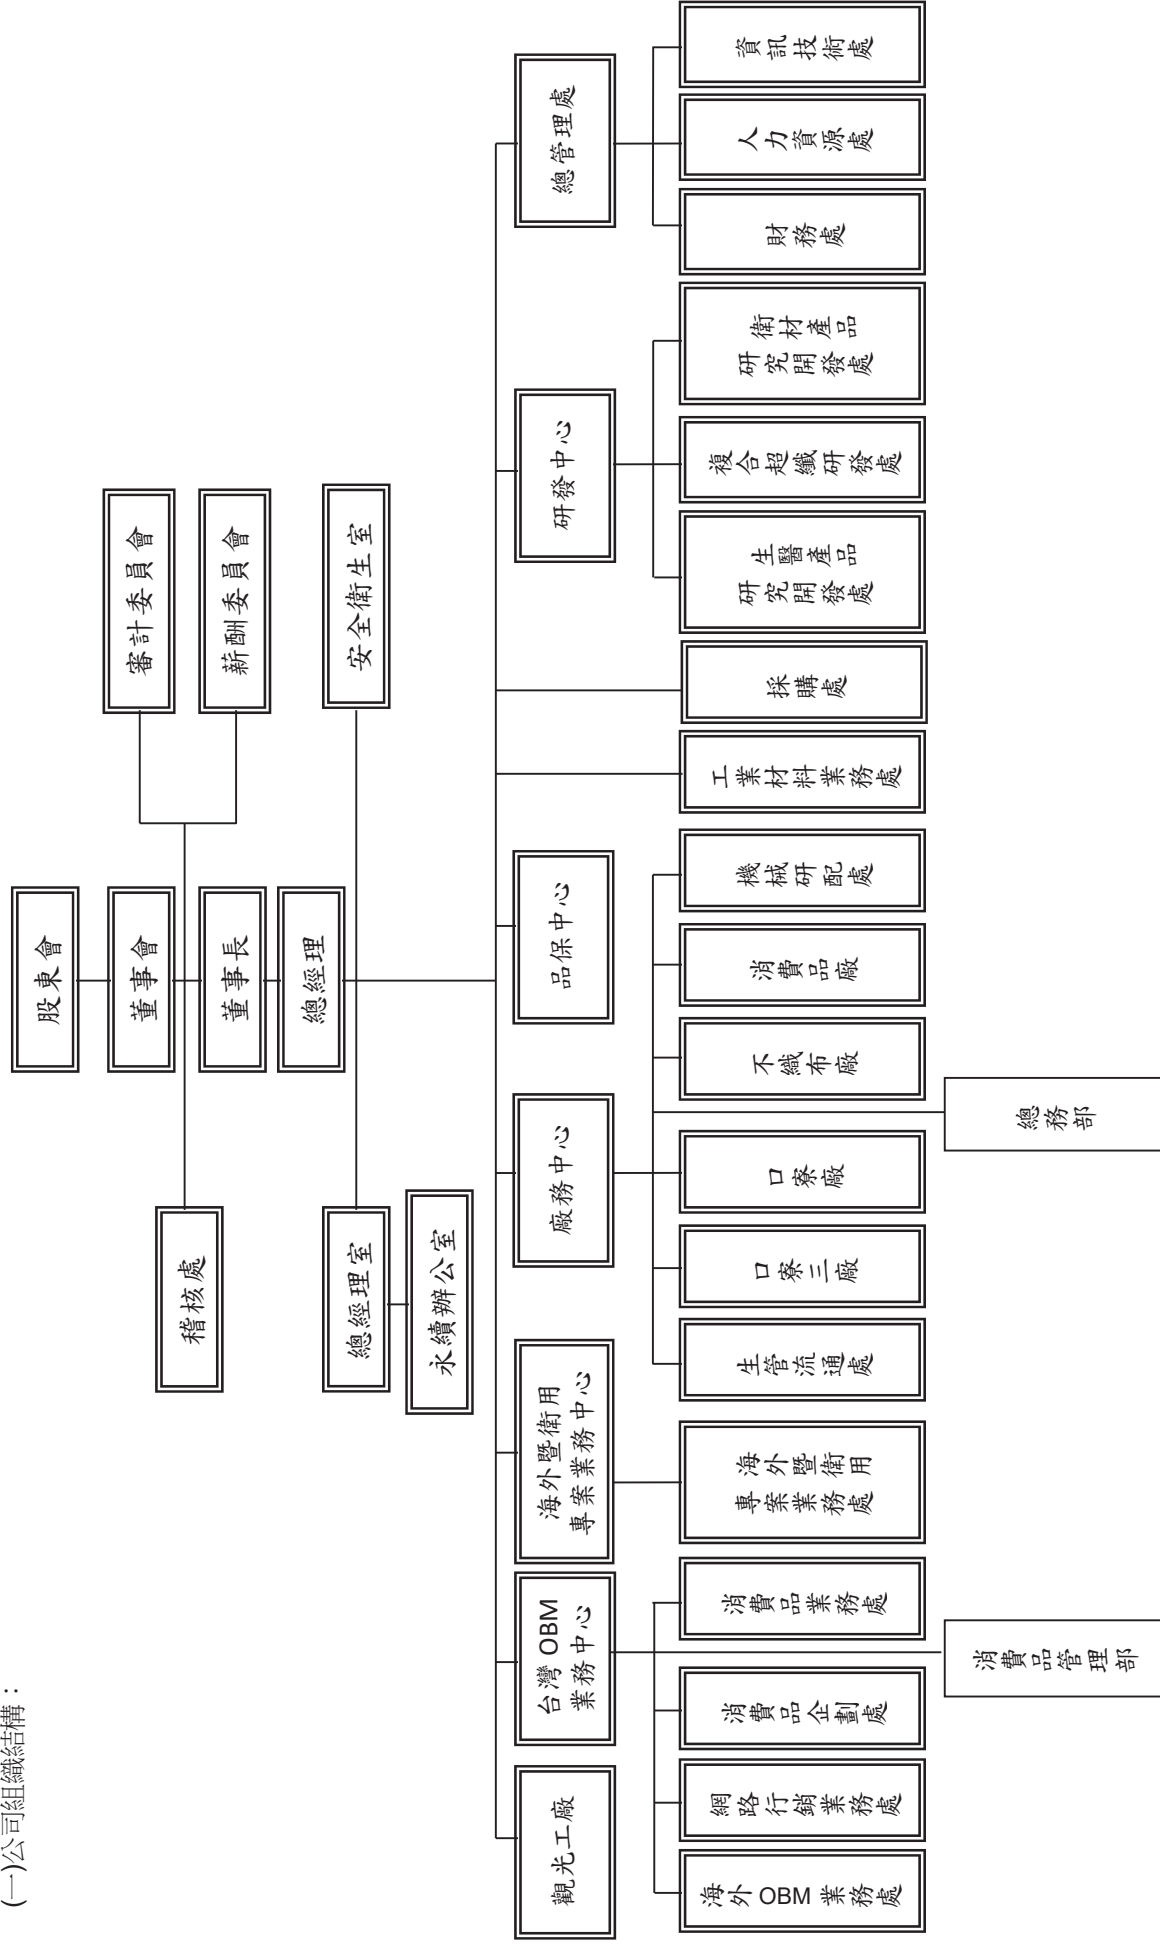 (一)公司組織結構：
股東會
董事會
審計委員會
薪酬委員會
稽核處
董事長
總經理
總經理室
安全衛生室
永續辦公室
觀光工廠
台灣 OBM
業務中心
海外暨衛用
專案業務中心
廠務中心
品保中心
研發中心
總管理處
海外 OBM 業務處
網路行銷業務處
消費品企劃處
消費品業務處
海外暨衛用
專案業務處
生管流通處
口寮三廠
口寮廠
不織布廠
消費品廠
機械研配處
工業材料業務處
採購處
生醫產品
研究開發處
複合超纖研發處
衛材產品
研究開發處
財務處
人力資源處
資訊技術處
消費品管理部
總務部